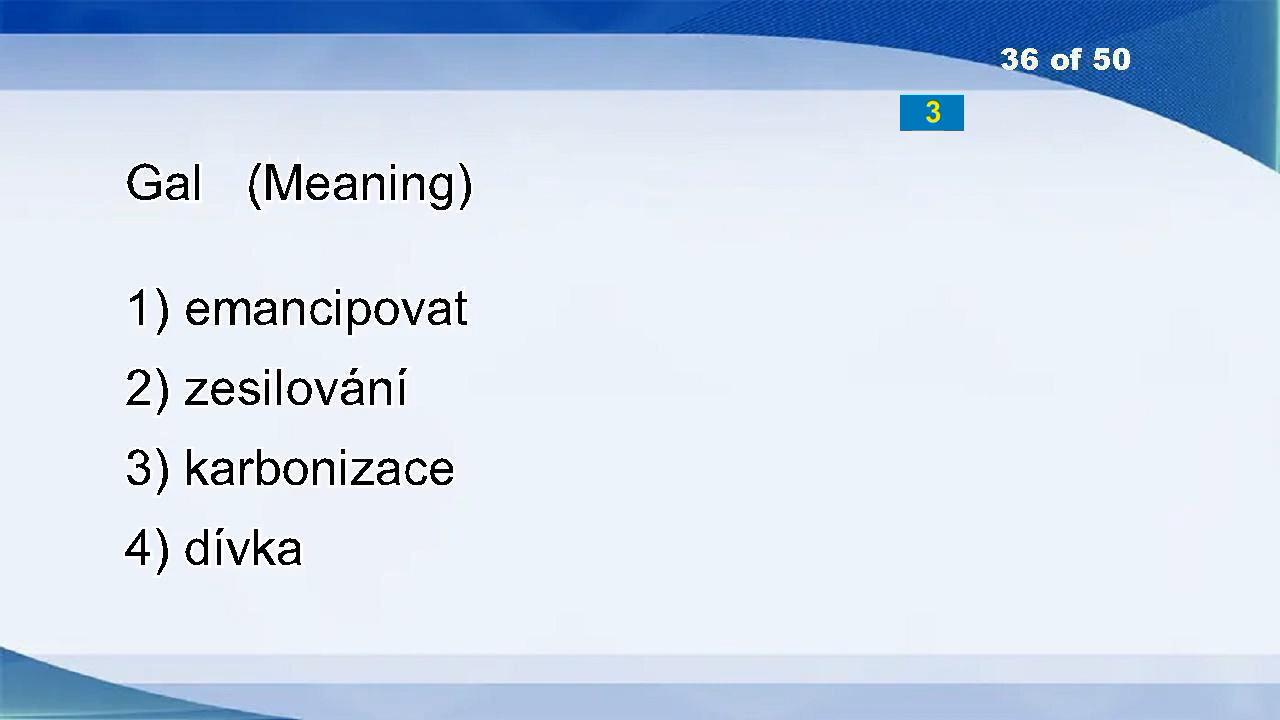 36 of 50
3
Gal (Meaning)
1) emancipovat
2) zesilování
3) karbonizace
4) dívka